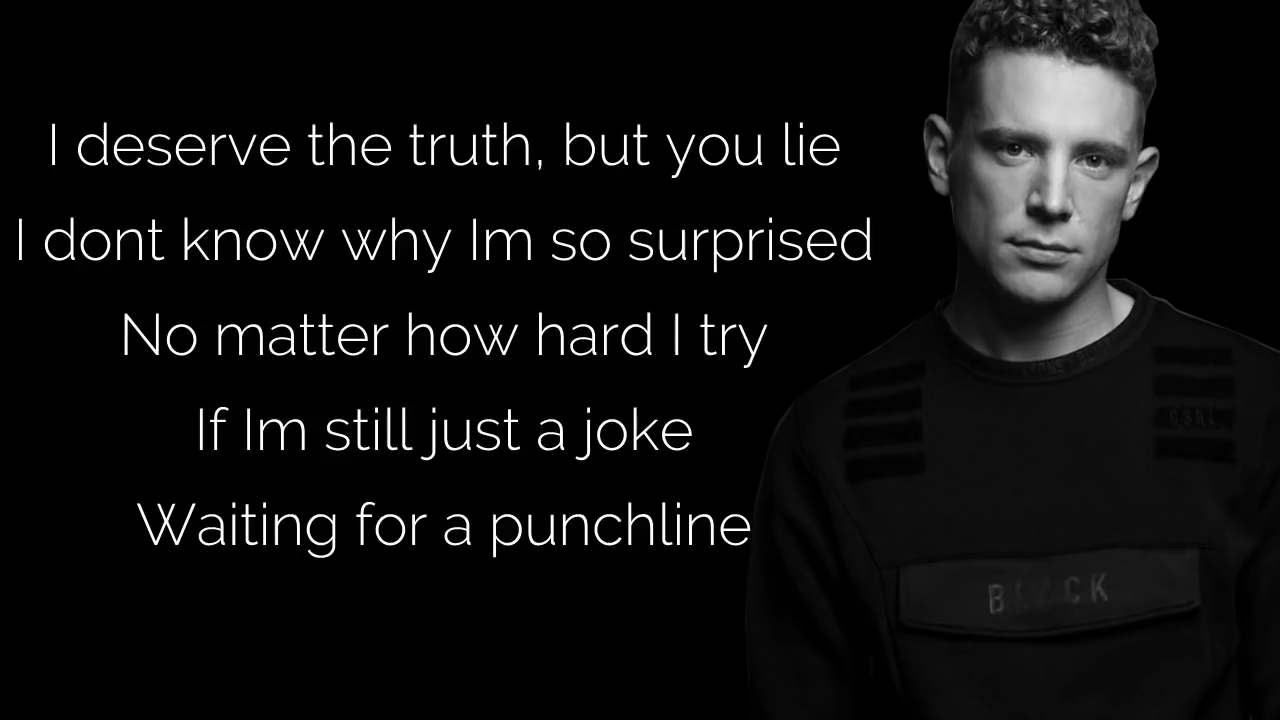 I deserve the truth, but you lie
I dont know why Im so surprised
No matter how hard I try
If Im still just a joke
Waiting for a punchline
BLACK